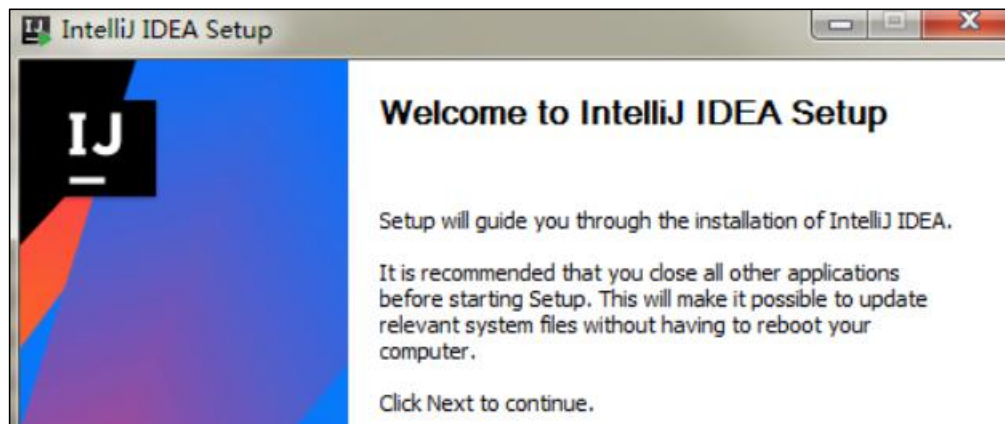 IntelliJ IDEA Setup
IJ
Welcome to IntelliJ IDEA Setup
Setup will guide you through the installation of IntelliJ IDEA.
It is recommended that you close all other applications
before starting Setup. This will make it possible to update
relevant system files without having to reboot your
computer.
Click Next to continue.